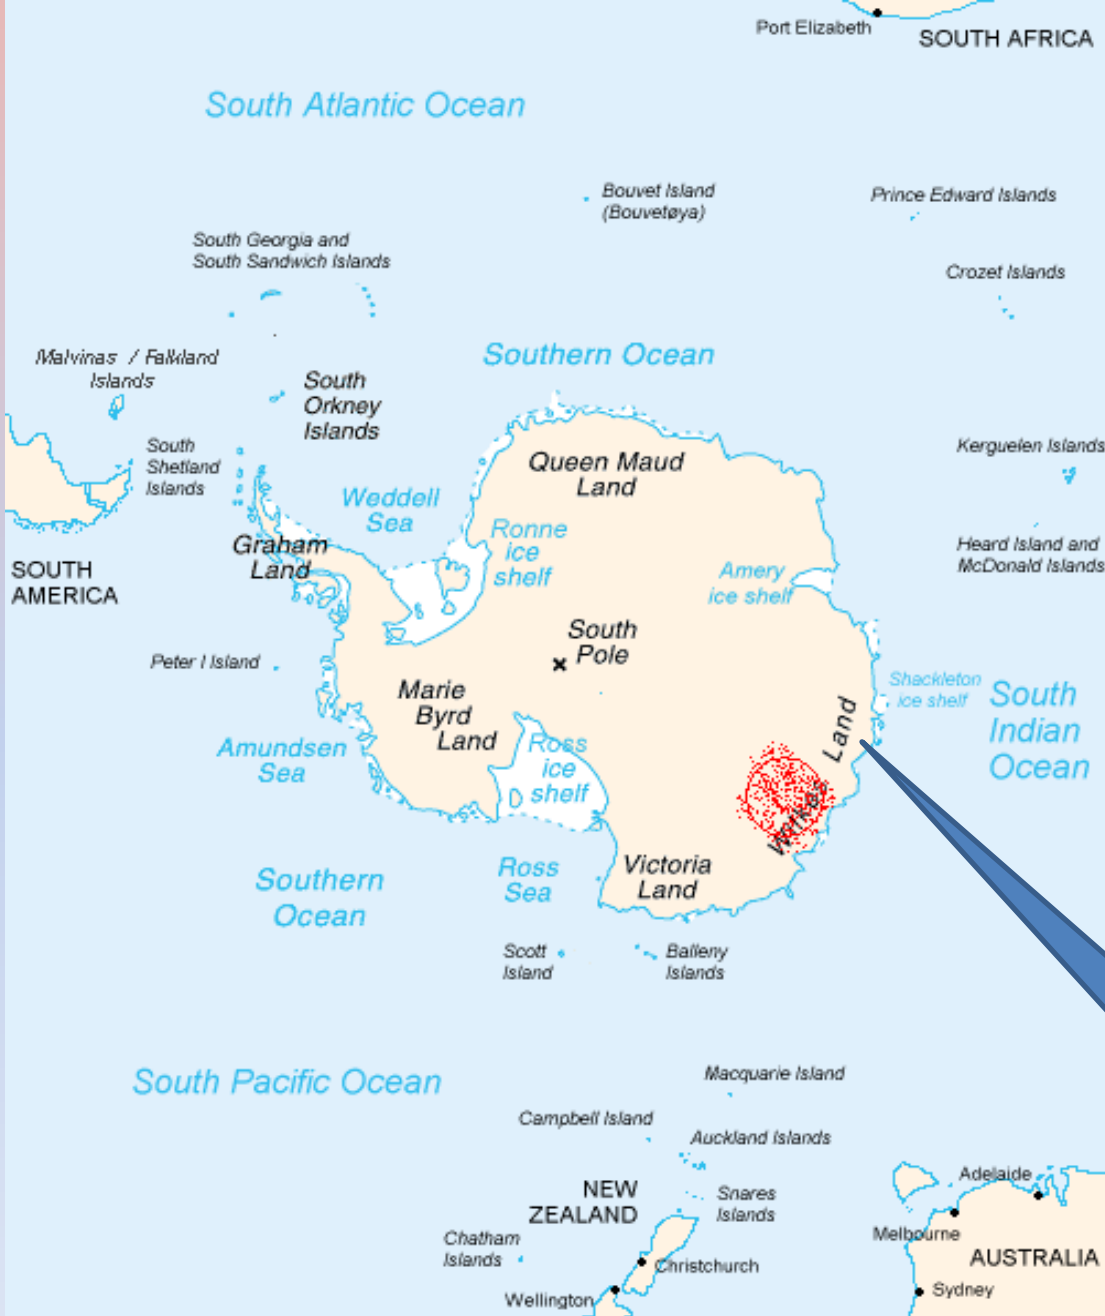 Port Elizabeth
SOUTH AFRICA
South Atlantic Ocean
Bouvet Island
(Bouvetøya)
Prince Edward Islands
South Georgia and
South Sandwich Islands
Crozet Islands
Malvinas / Falkland
Islands
Southern Ocean
South
Orkney
Islands
South
Shetland
Islands
Queen Maud
Land
Kerguelen Islands
Weddell
Sea
Ronne
ice
shelf
Graham
Land
Heard Island and
McDonald Islands
SOUTH
AMERICA
Amery
ice shelf
South
Pole
Peter I Island
Marie
Byrd
Land
Shackleton
ice shelf
South
Indian
Ocean
Wilkes Land
Amundsen
Sea
Ross
ice
shelf
Southern
Ocean
Ross
Sea
Victoria
Land
Scott
Island
Balleny
Islands
South Pacific Ocean
Macquarie Island
Campbell Island
Auckland Islands
NEW
ZEALAND
Snares
Islands
Adelaide
Melbourne
Chatham
Islands
Christchurch
AUSTRALIA
Wellington
Sydney